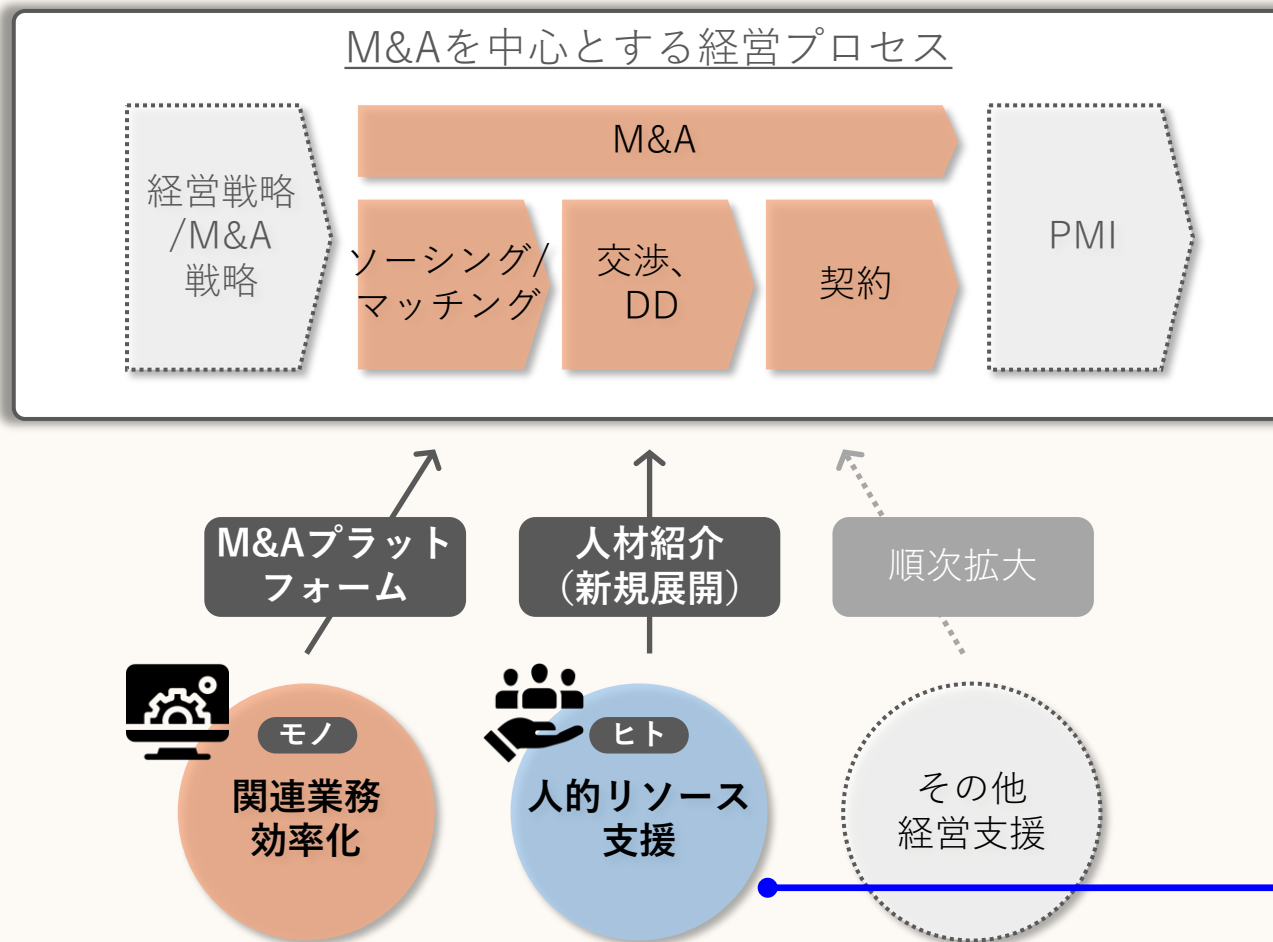 M&Aを中心とする経営プロセス
経営戦略
/M&A
戦略
M&A
ソーシング/
マッチング
交渉、
DD
契約
PMI
M&Aプラット
フォーム
人材紹介
（新規展開）
順次拡大
モノ
関連業務
効率化
ヒト
人的リソース
支援
その他
経営支援